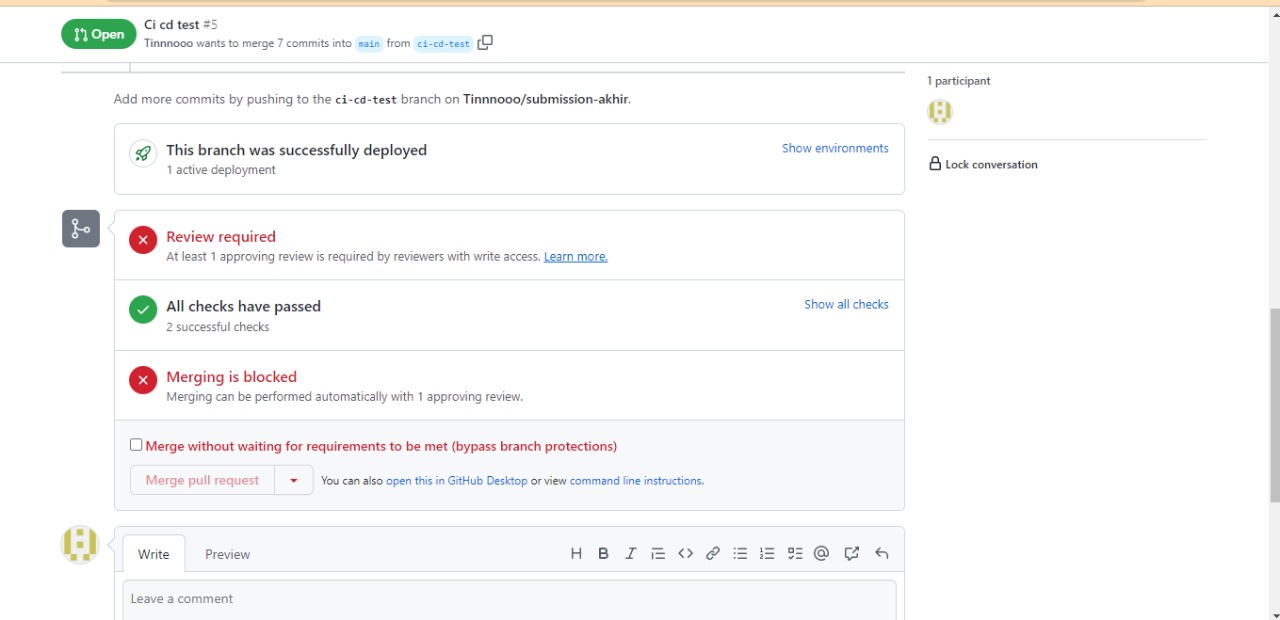 Open
Ci cd test #5
Tinnnooo wants to merge 7 commits into main from ci-cd-test
1 participant
Add more commits by pushing to the ci-cd-test branch on Tinnnooo/submission-akhir.
This branch was successfully deployed
Show environments
1 active deployment
Lock conversation
Review required
At least 1 approving review is required by reviewers with write access. Learn more.
All checks have passed
Show all checks
2 successful checks
Merging is blocked
Merging can be performed automatically with 1 approving review.
Merge without waiting for requirements to be met (bypass branch protections)
Merge pull request
You can also open this in GitHub Desktop or view command line instructions.
Write
Preview
Leave a comment